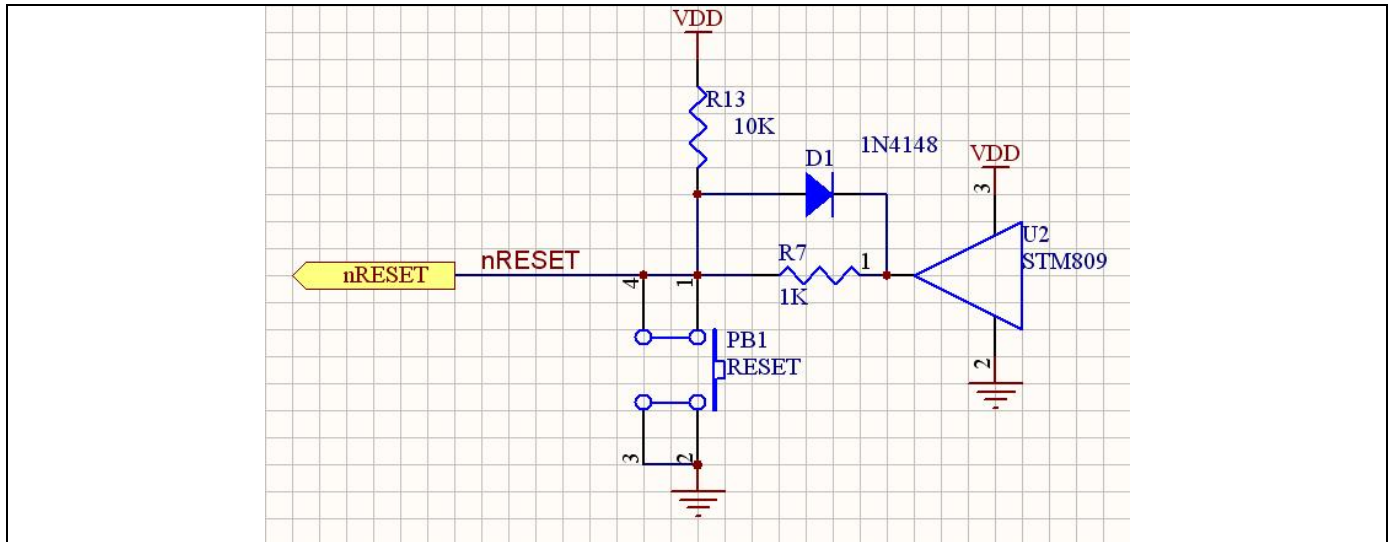 VDD
R13
10K
1N4148
D1
VDD
3
U2
STM809
R7
1
nRESET
nRESET
4
1
1K
PB1
RESET
2
3
2